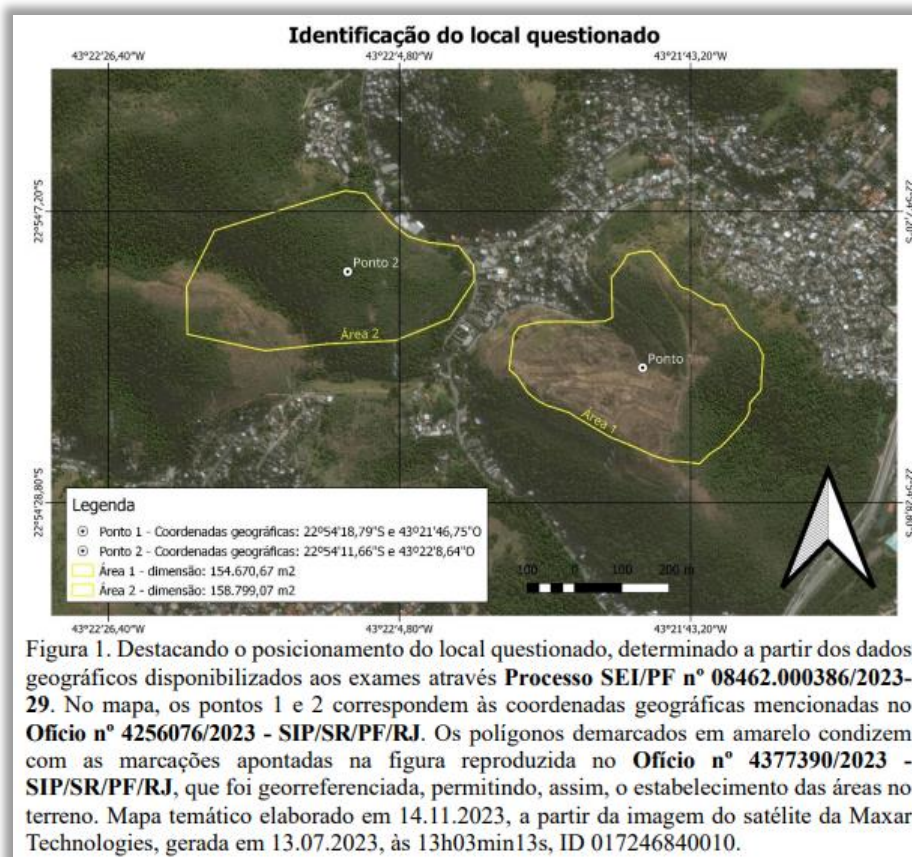 Identificação do local questionado
43°22'26,40"W 43°22'4,80"W 43°21'43,20"W
22°54'7,20"S 22°54'7,20"S
Ponto 2
Área 2
Ponto
Área 1
22°54'28,80"S 22°54'28,80"S
Legenda
Ponto 1 - Coordenadas geográficas: 22°54'18,79"S e 43°21'46,75"O
Ponto 2 - Coordenadas geográficas: 22°54'11,66"S e 43°22'8,64"O
Área 1 - dimensão: 154.670,67 m2
Área 2 - dimensão: 158.799,07 m2
100 0 100 200 m
43°22'26,40"W 43°22'4,80"W 43°21'43,20"W
Figura 1. Destacando o posicionamento do local questionado, determinado a partir dos dados
geográficos disponibilizados aos exames através Processo SEI/PF nº 08462.000386/2023-
29. No mapa, os pontos 1 e 2 correspondem às coordenadas geográficas mencionadas no
Ofício nº 4256076/2023 - SIP/SR/PF/RJ. Os polígonos demarcados em amarelo condizem
com as marcações apontadas na figura reproduzida no Ofício nº 4377390/2023 -
SIP/SR/PF/RJ, que foi georreferenciada, permitindo, assim, o estabelecimento das áreas no
terreno. Mapa temático elaborado em 14.11.2023, a partir da imagem do satélite da Maxar
Technologies, gerada em 13.07.2023, às 13h03min13s, ID 017246840010.